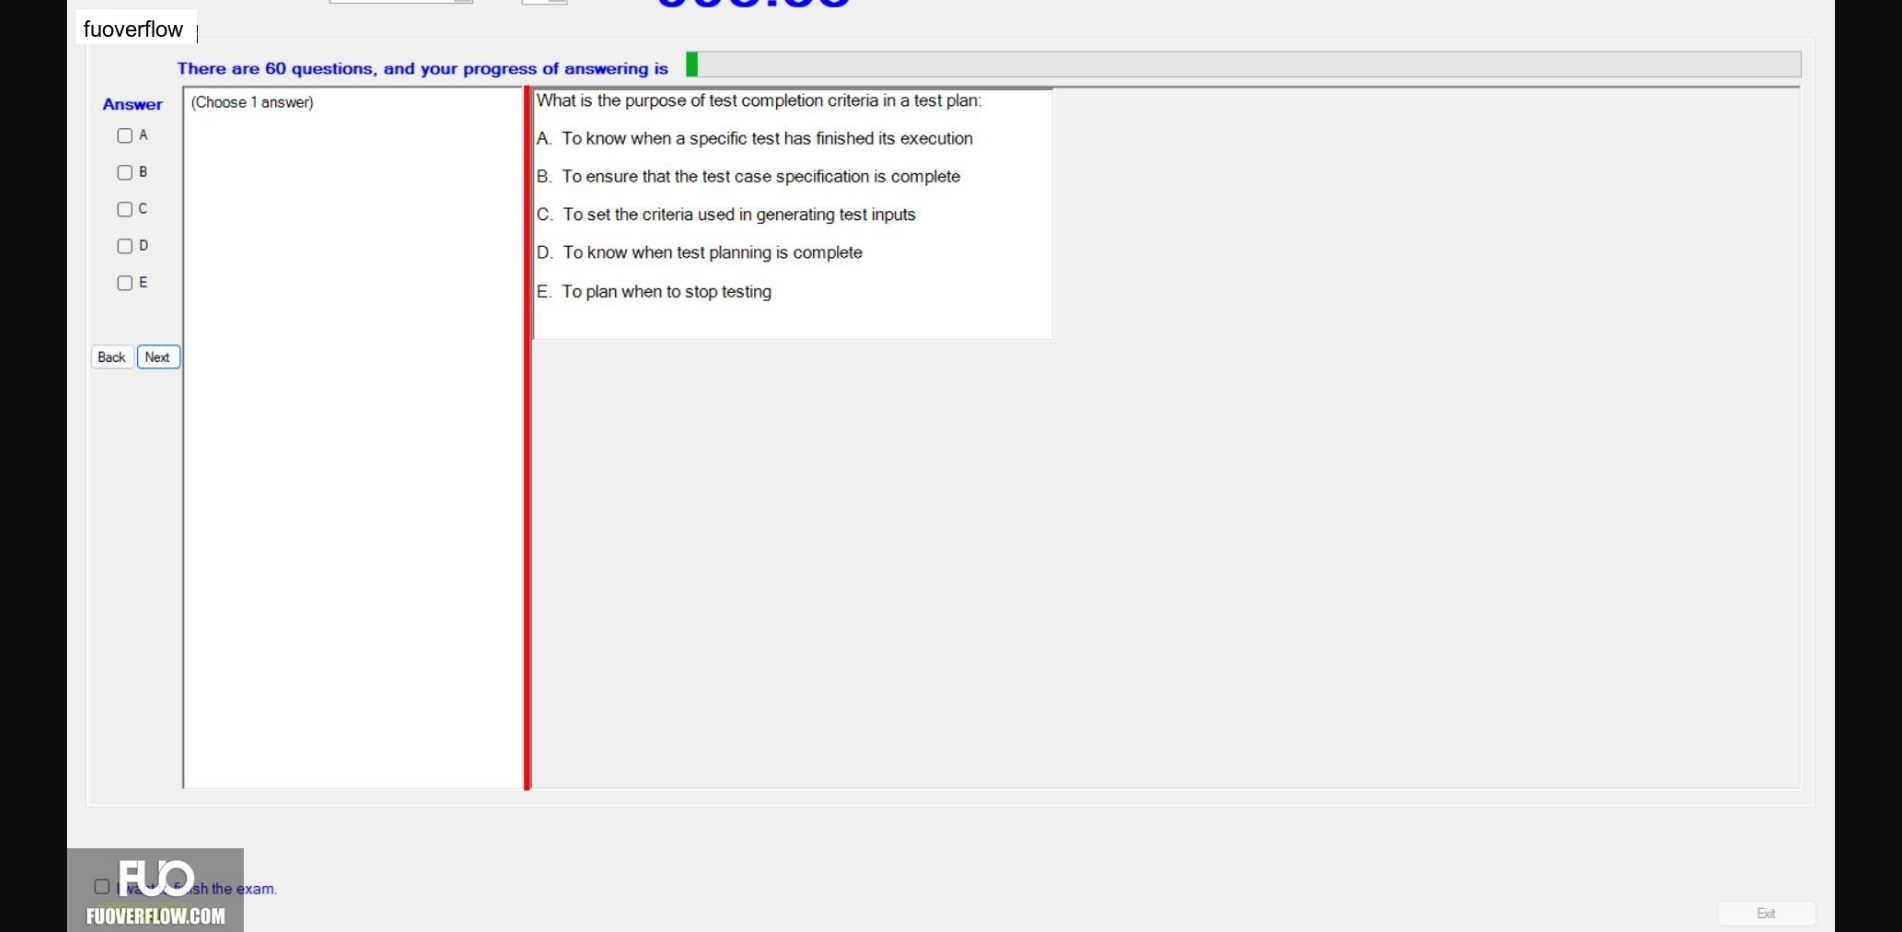 fuoverflow
There are 60 questions, and your progress of answering is
Answer
(Choose 1 answer)
A
B
C
D
E
Back
Next
What is the purpose of test completion criteria in a test plan:
A. To know when a specific test has finished its execution
B. To ensure that the test case specification is complete
C. To set the criteria used in generating test inputs
D. To know when test planning is complete
E. To plan when to stop testing
FUO
the exam.
FUOVERFLOW.COM
Exit